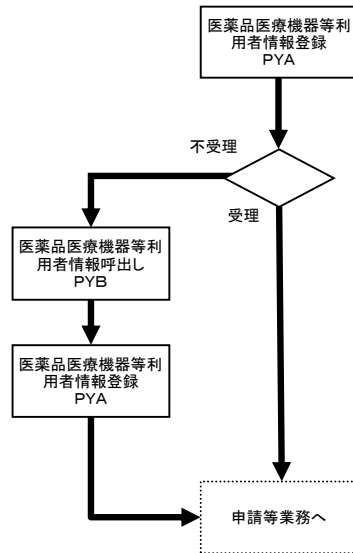 医薬品医療機器等利
用者情報登録
PYA
不受理
受理
医薬品医療機器等利
用者情報呼出し
PYB
医薬品医療機器等利
用者情報登録
PYA
申請等業務へ